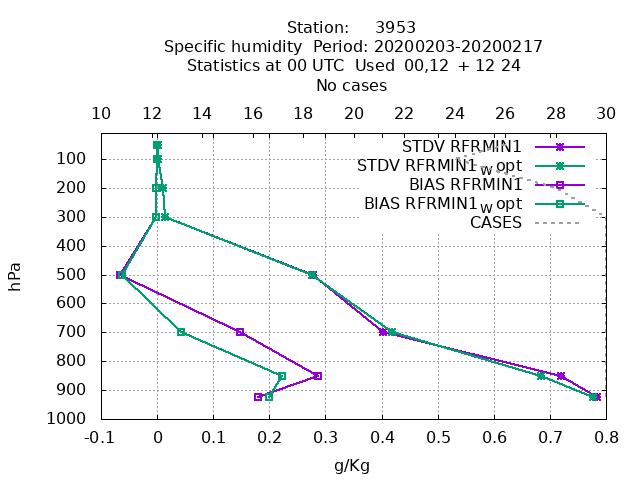 Station: 3953
Specific humidity Period: 20200203-20200217
Statistics at 00 UTC Used 00,12 + 12 24
No cases
10 12 14 16 18 20 22 24 26 28 30
STDV RFRMIN1
STDV RFRMIN1w opt
BIAS RFRMIN1
BIAS RFRMIN1w opt
CASES
100
200
300
400
500
600
700
800
900
1000
hPa
-0.1 0 0.1 0.2 0.3 0.4 0.5 0.6 0.7 0.8
g/Kg